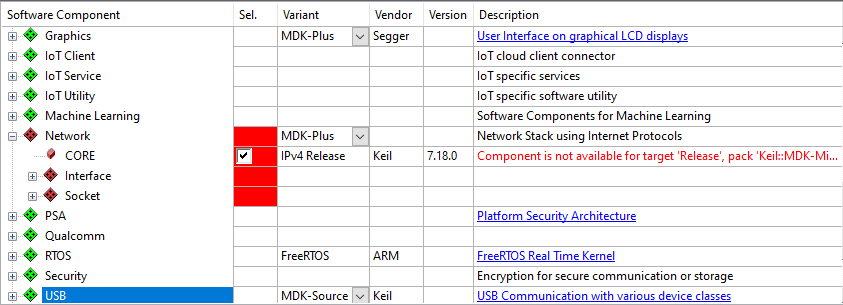 Software Component Sel. Variant Vendor Version Description
Graphics MDK-Plus Segger User Interface on graphical LCD displays
IoT Client IoT cloud client connector
IoT Service IoT specific services
IoT Utility IoT specific software utility
Machine Learning Software Components for Machine Learning
Network MDK-Plus Network Stack using Internet Protocols
CORE IPv4 Release Keil 7.18.0 Component is not available for target 'Release', pack 'Keil::MDK-Mi...
Interface
Socket
PSA Platform Security Architecture
Qualcomm
RTOS FreeRTOS ARM FreeRTOS Real Time Kernel
Security Encryption for secure communication or storage
USB MDK-Source Keil USB Communication with various device classes